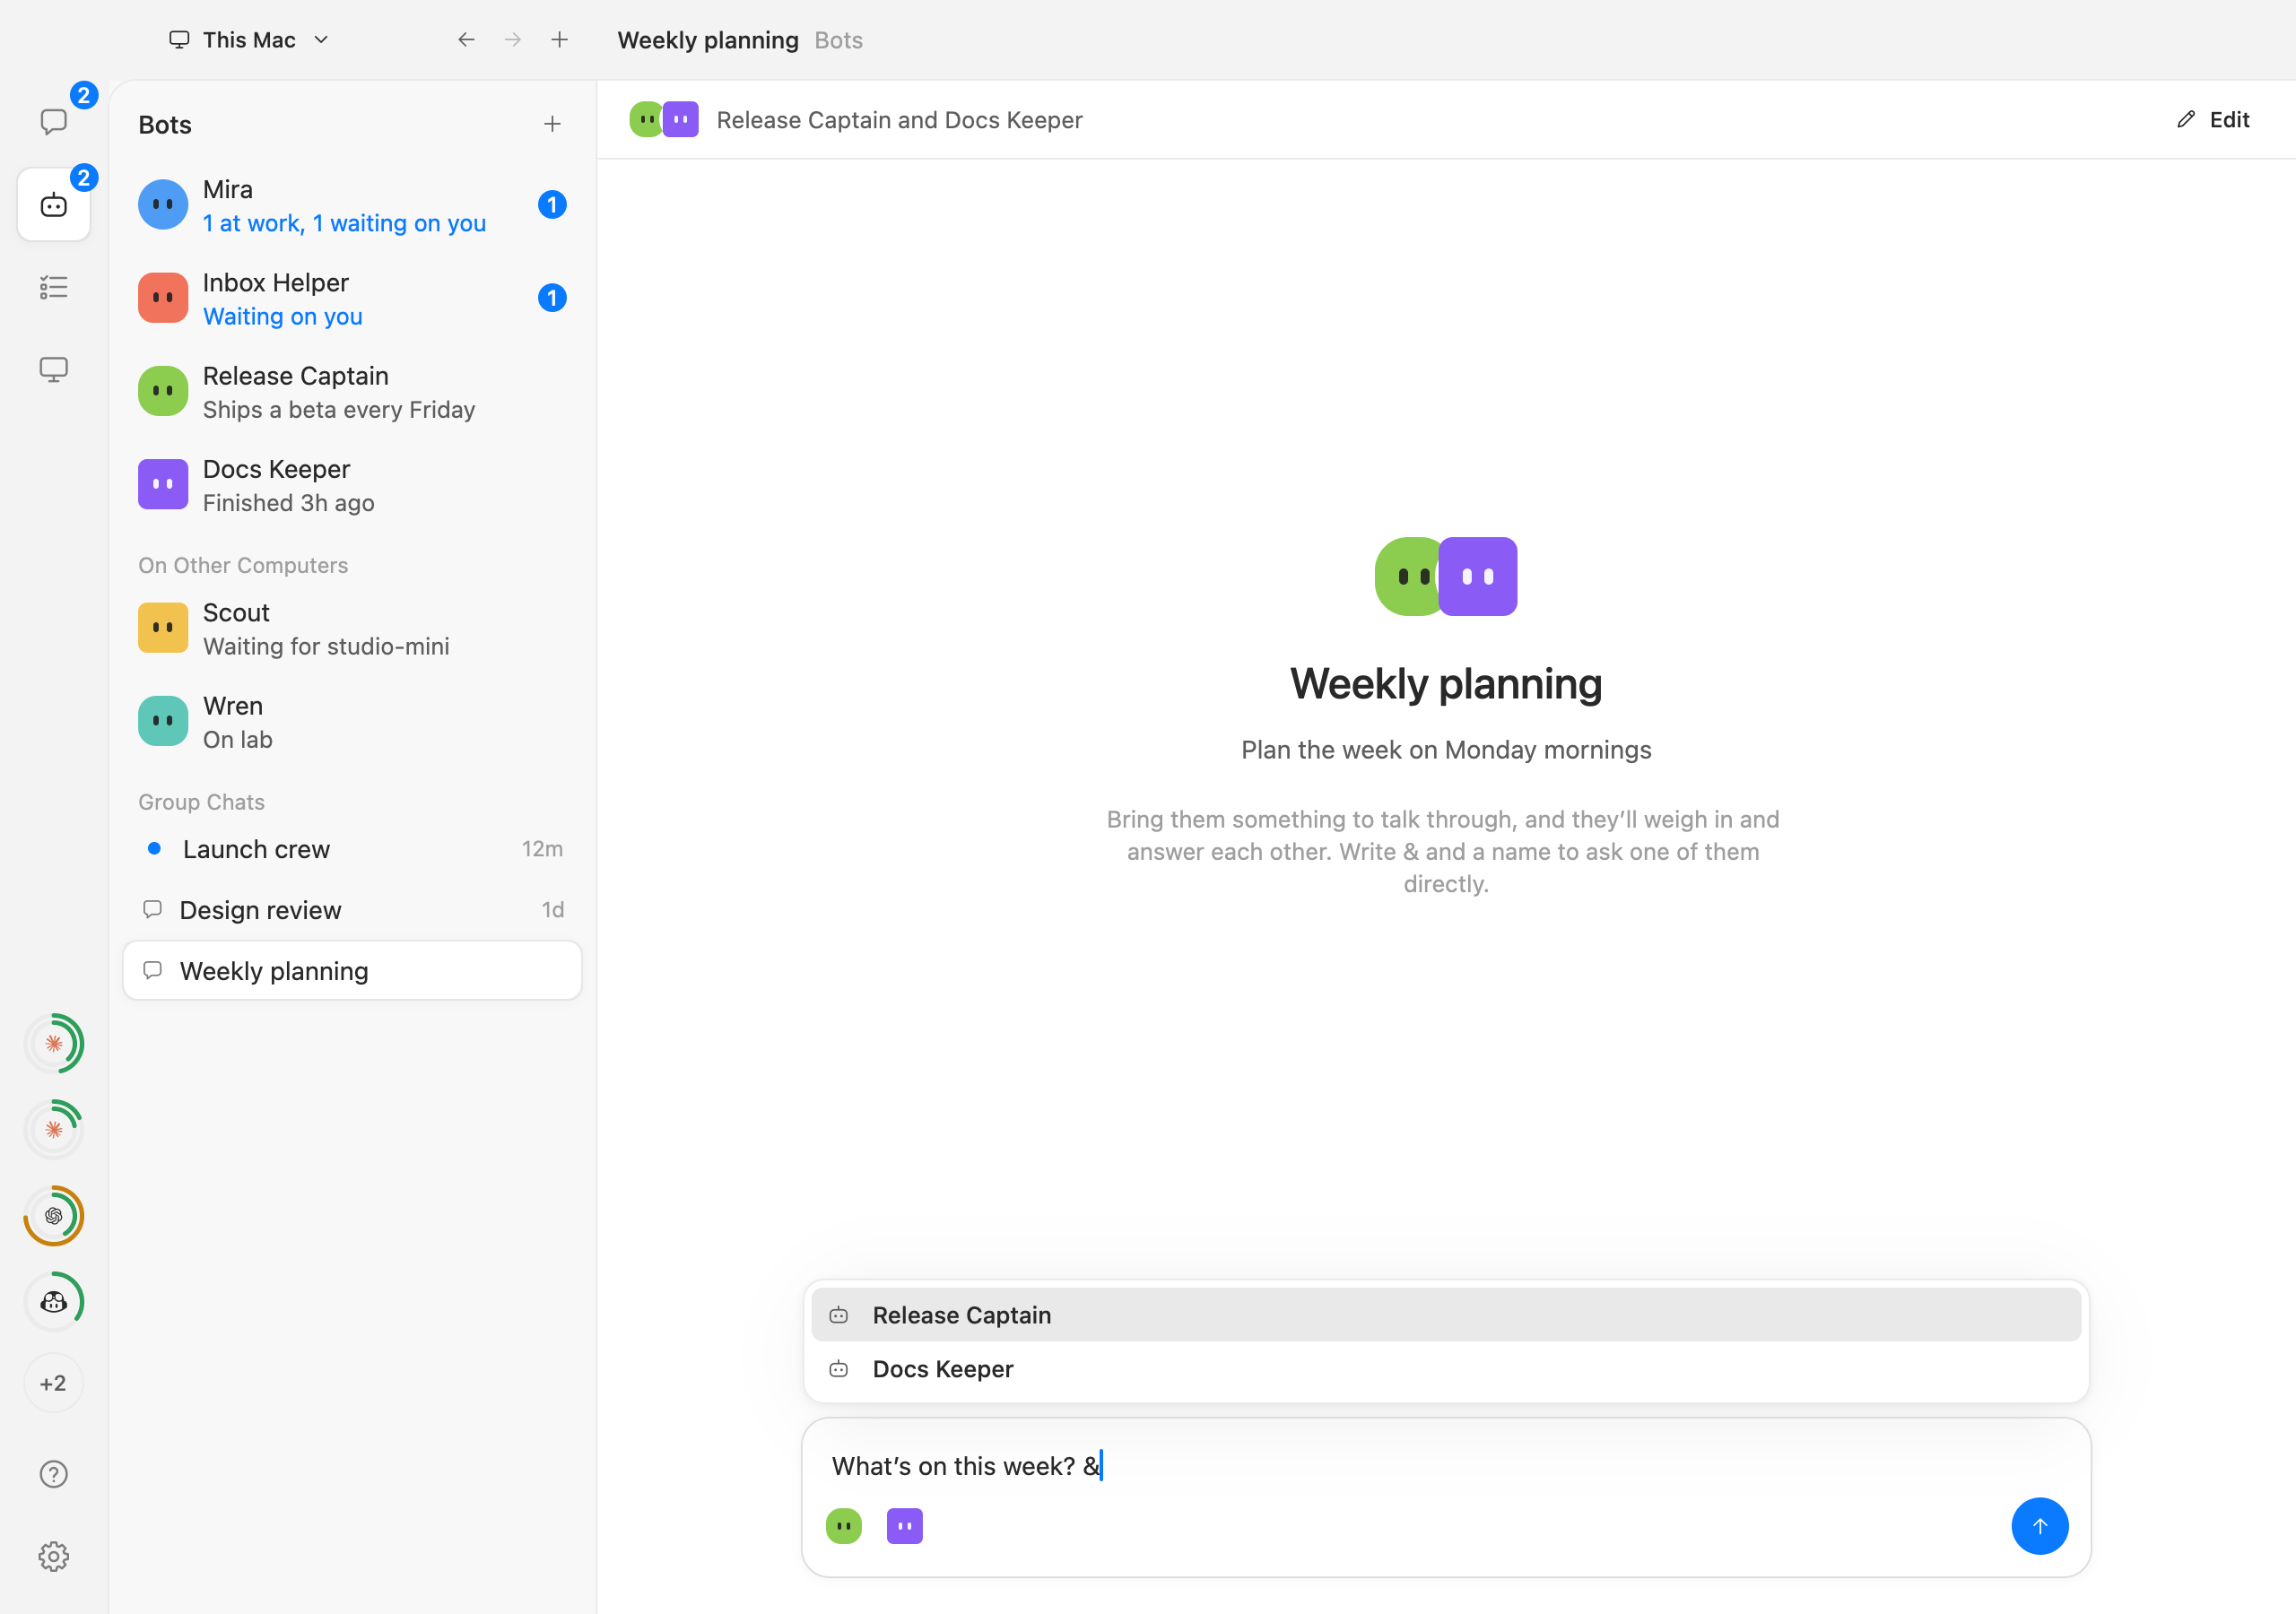 This Mac
Weekly planning Bots
2
2
Bots
Mira
1 at work, 1 waiting on you
1
Inbox Helper
Waiting on you
1
Release Captain
Ships a beta every Friday
Docs Keeper
Finished 3h ago
On Other Computers
Scout
Waiting for studio-mini
Wren
On lab
Group Chats
Launch crew 12m
Design review 1d
Weekly planning
+2
Release Captain and Docs Keeper
Edit
Weekly planning
Plan the week on Monday mornings
Bring them something to talk through, and they’ll weigh in and
answer each other. Write & and a name to ask one of them
directly.
Release Captain
Docs Keeper
What’s on this week? &